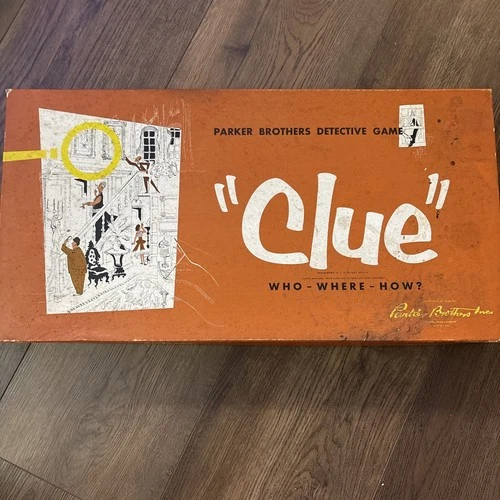 PARKER BROTHERS DETECTIVE GAME
"Clue"
WHO - WHERE - HOW?
Parker Brothers Inc.